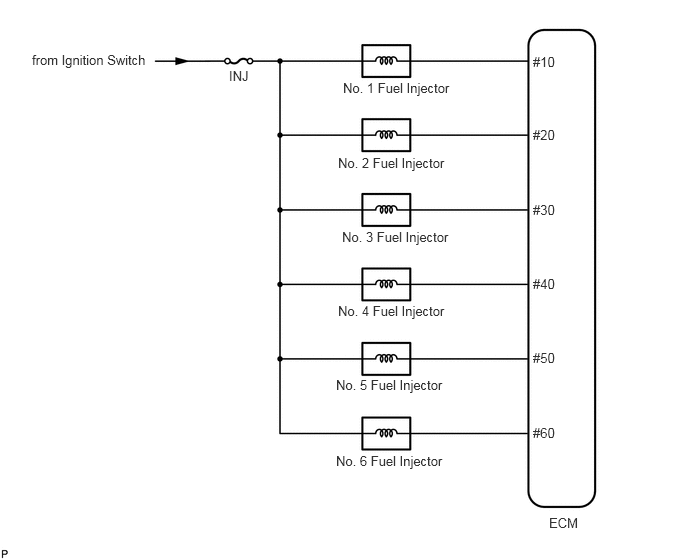 from Ignition Switch
INJ
No. 1 Fuel Injector
#10
No. 2 Fuel Injector
#20
No. 3 Fuel Injector
#30
No. 4 Fuel Injector
#40
No. 5 Fuel Injector
#50
No. 6 Fuel Injector
#60
ECM
P